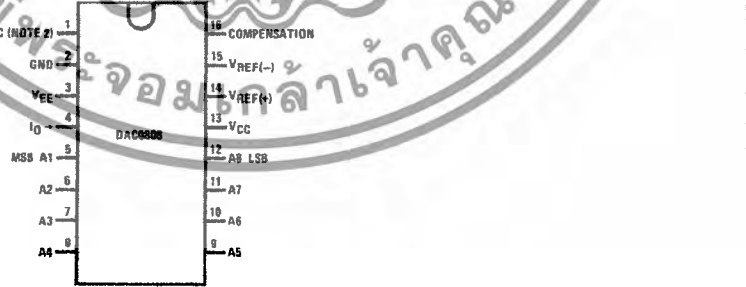 C (NOTE 2) 1
16 COMPENSATION
GND 2
15 VREF(–)
VEE 3
14 VREF(+)
IO → 4
13 VCC
DAC0808
MSB A1 5
12 A8 LSB
A2 6
11 A7
A3 7
10 A6
A4 8
9 A5
จอมเกล้าเจ้าคุณ